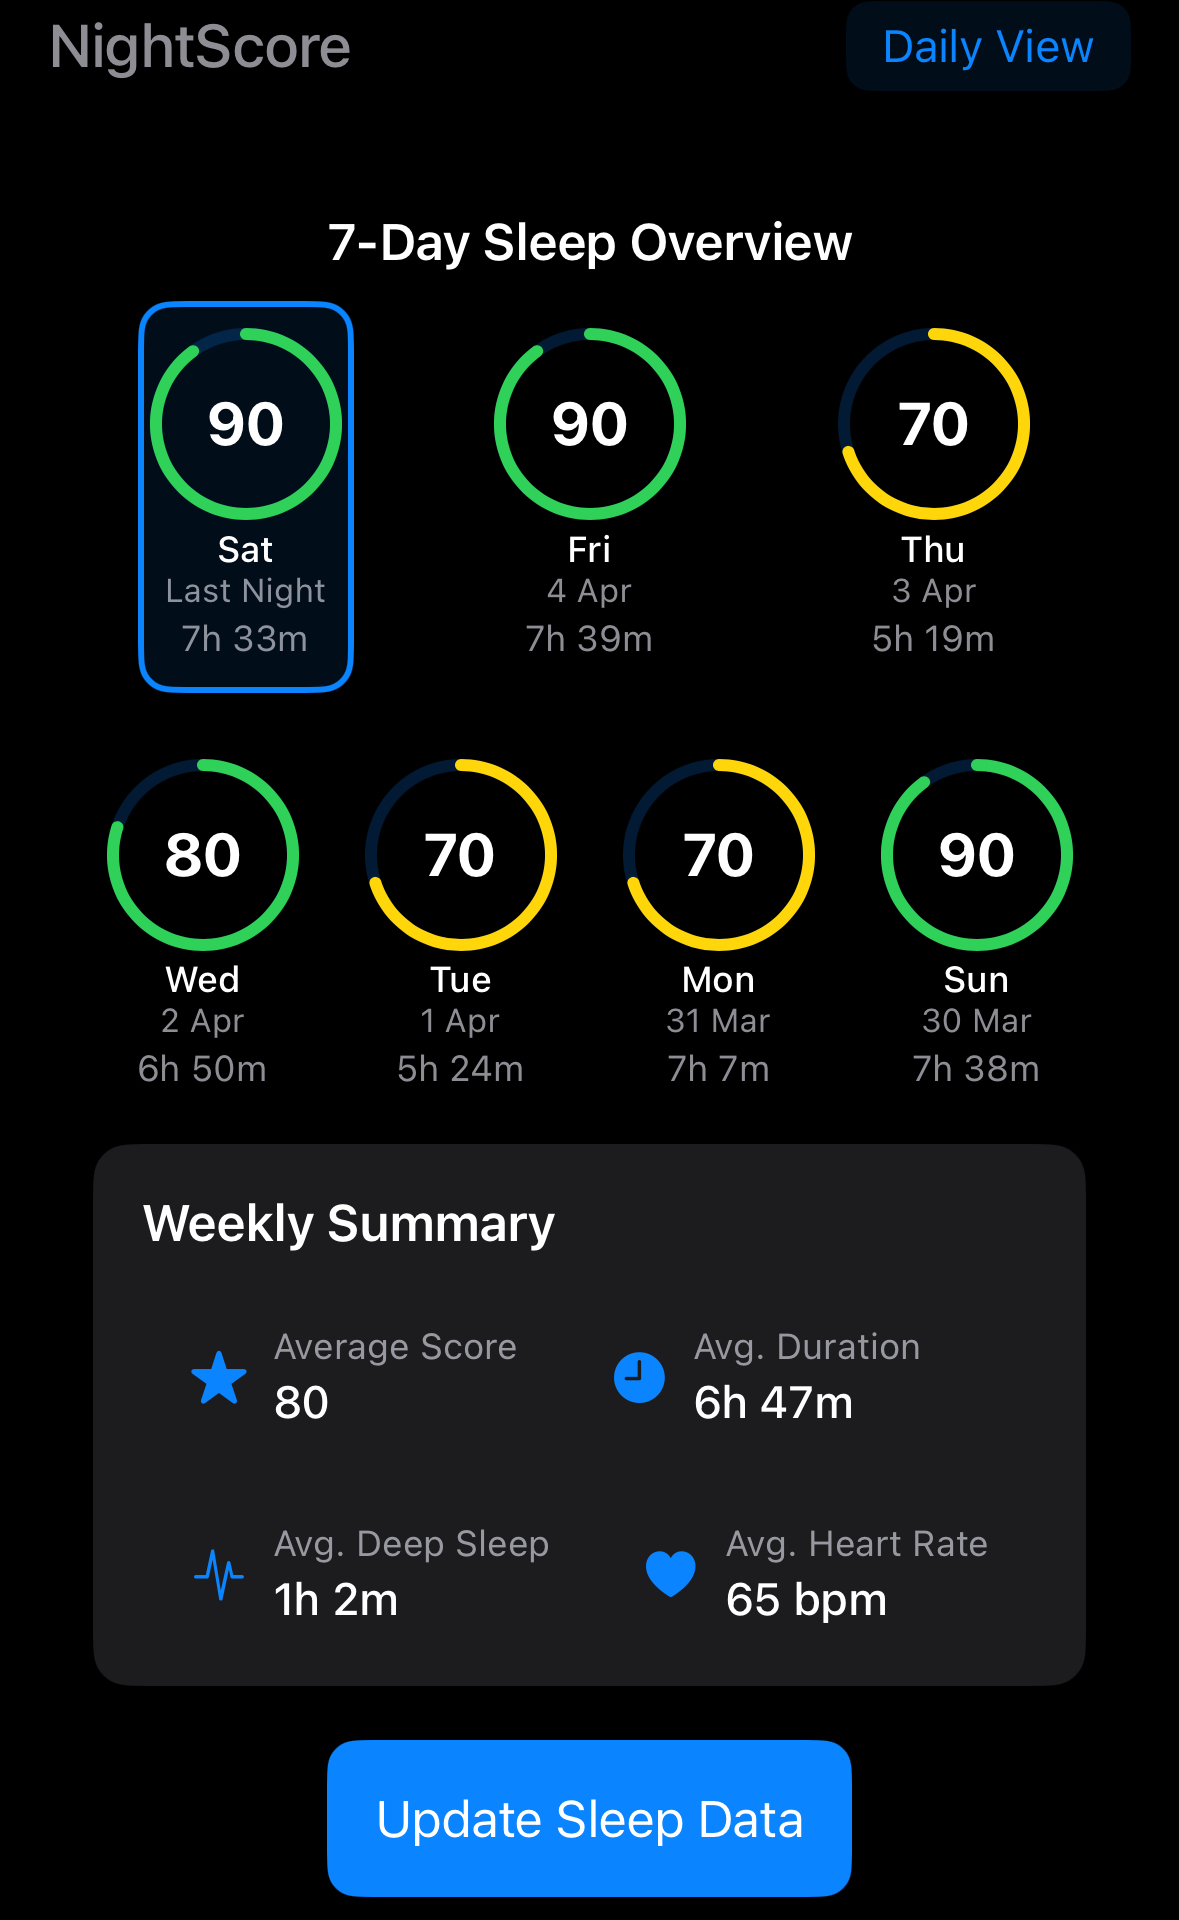 NightScore
Daily View
7-Day Sleep Overview
90
90
70
Sat
Fri
Thu
Last Night
4 Apr
3 Apr
7h 33m
7h 39m
5h 19m
80
70
70
90
Wed
Tue
Mon
Sun
2 Apr
1 Apr
31 Mar
30 Mar
6h 50m
5h 24m
7h 7m
7h 38m
Weekly Summary
Average Score
80
Avg. Duration
6h 47m
Avg. Deep Sleep
1h 2m
Avg. Heart Rate
65 bpm
Update Sleep Data